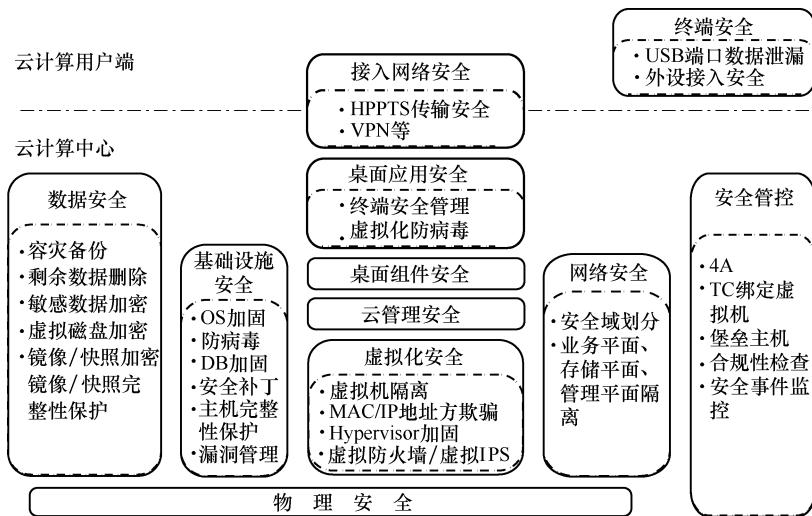 云计算用户端
终端安全
·USB端口数据泄漏
·外设接入安全
接入网络安全
·HPPTS传输安全
·VPN等
云计算中心
数据安全
·容灾备份
·剩余数据删除
·敏感数据加密
·虚拟磁盘加密
·镜像/快照加密
镜像/快照完
整性保护
基础设施
安全
·OS加固
·防病毒
·DB加固
·安全补丁
·主机完整
性保护
·漏洞管理
桌面应用安全
·终端安全管理
·虚拟化防病毒
桌面组件安全
云管理安全
虚拟化安全
·虚拟机隔离
·MAC/IP地址方欺骗
·Hypervisor加固
·虚拟防火墙/虚拟IPS
网络安全
·安全域划分
·业务平面、
存储平面、
管理平面隔
离
安全管控
·4A
·TC绑定虚
拟机
·堡垒主机
·合规性检查
·安全事件监
控
物理安全